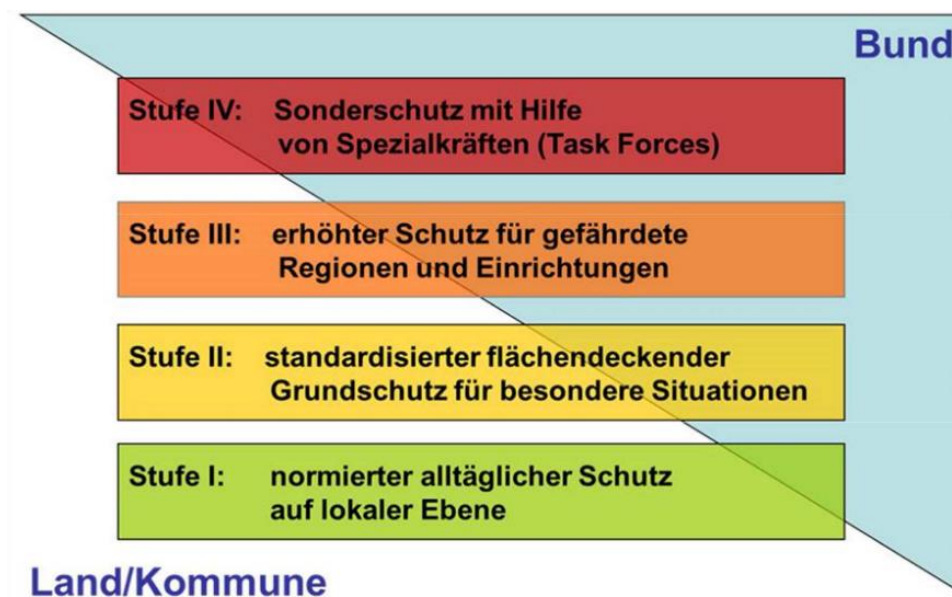 Bund
Stufe IV: Sonderschutz mit Hilfe
von Spezialkräften (Task Forces)
Stufe III: erhöhter Schutz für gefährdete
Regionen und Einrichtungen
Stufe II: standardisierter flächendeckender
Grundschutz für besondere Situationen
Stufe I: normierter alltäglicher Schutz
auf lokaler Ebene
Land/Kommune